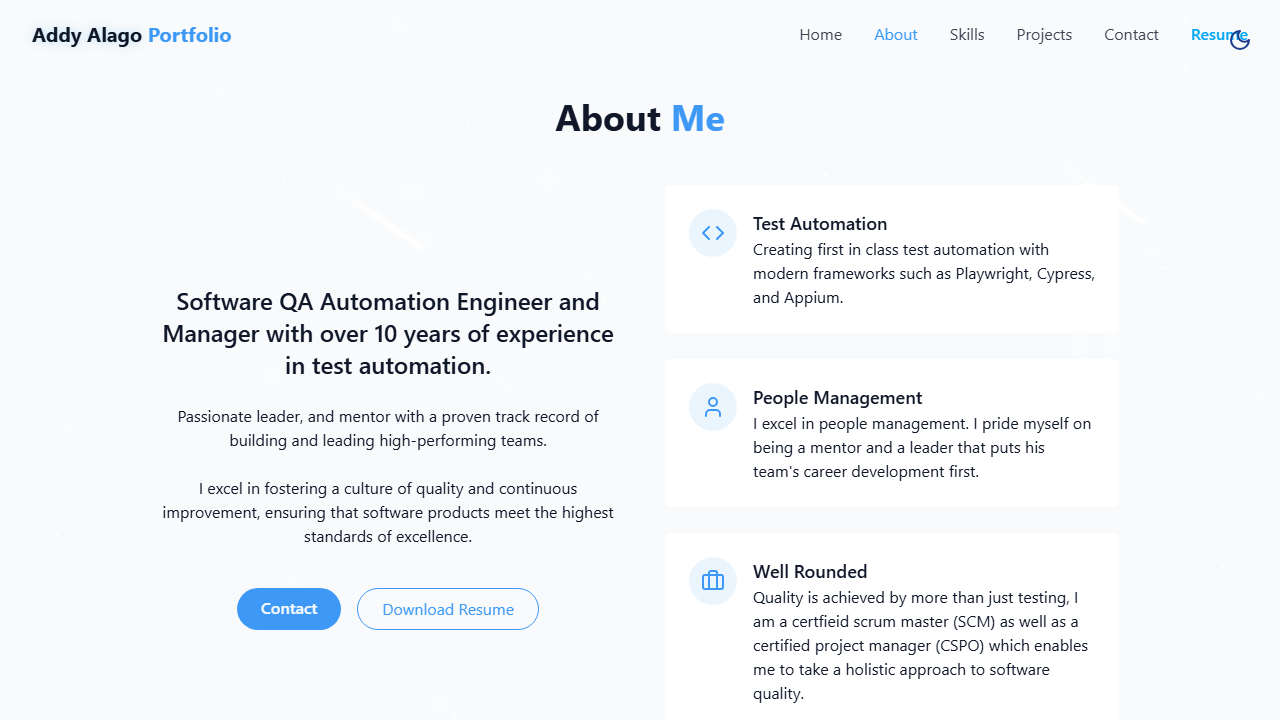 Addy Alago Portfolio
Home About Skills Projects Contact Resume
About Me
Software QA Automation Engineer and
Manager with over 10 years of experience
in test automation.
Passionate leader, and mentor with a proven track record of
building and leading high-performing teams.
I excel in fostering a culture of quality and continuous
improvement, ensuring that software products meet the highest
standards of excellence.
Contact Download Resume
Test Automation
Creating first in class test automation with
modern frameworks such as Playwright, Cypress,
and Appium.
People Management
I excel in people management. I pride myself on
being a mentor and a leader that puts his
team's career development first.
Well Rounded
Quality is achieved by more than just testing, I
am a certfieid scrum master (SCM) as well as a
certified project manager (CSPO) which enables
me to take a holistic approach to software
quality.